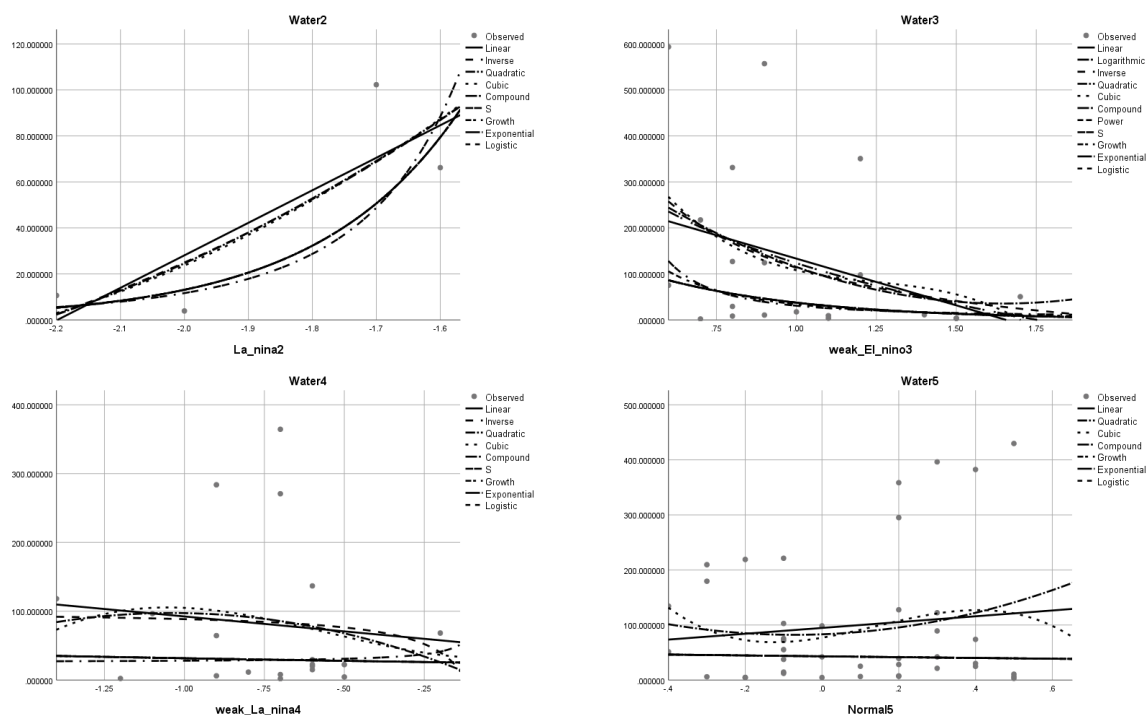 Water2
120.000000
100.000000
80.000000
60.000000
40.000000
20.000000
.000000
-2.2
-2.1
-2.0
-1.9
-1.8
-1.7
-1.6
La_nina2
Observed
Linear
Inverse
Quadratic
Cubic
Compound
S
Growth
Exponential
Logistic
Water3
600.000000
500.000000
400.000000
300.000000
200.000000
100.000000
.000000
.75
1.00
1.25
1.50
1.75
weak_El_nino3
Observed
Linear
Logarithmic
Inverse
Quadratic
Cubic
Compound
Power
S
Growth
Exponential
Logistic
Water4
400.000000
300.000000
200.000000
100.000000
.000000
-1.25
-1.00
-.75
-.50
-.25
weak_La_nina4
Observed
Linear
Inverse
Quadratic
Cubic
Compound
S
Growth
Exponential
Logistic
Water5
500.000000
400.000000
300.000000
200.000000
100.000000
.000000
-.4
-.2
.0
.2
.4
.6
Normal5
Observed
Linear
Quadratic
Cubic
Compound
Growth
Exponential
Logistic